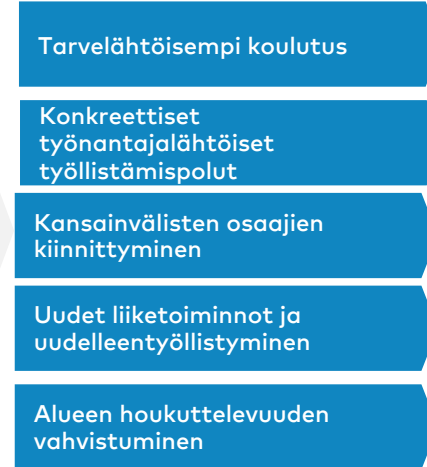 Tarvelähtöisempi koulutus
Konkreettiset
työnantajalähtöiset
työllistämispolut
Kansainvälisten osaajien
kiinnittyminen
Uudet liiketoiminnot ja
uudelleentyöllistyminen
Alueen houkuttelevuuden
vahvistuminen